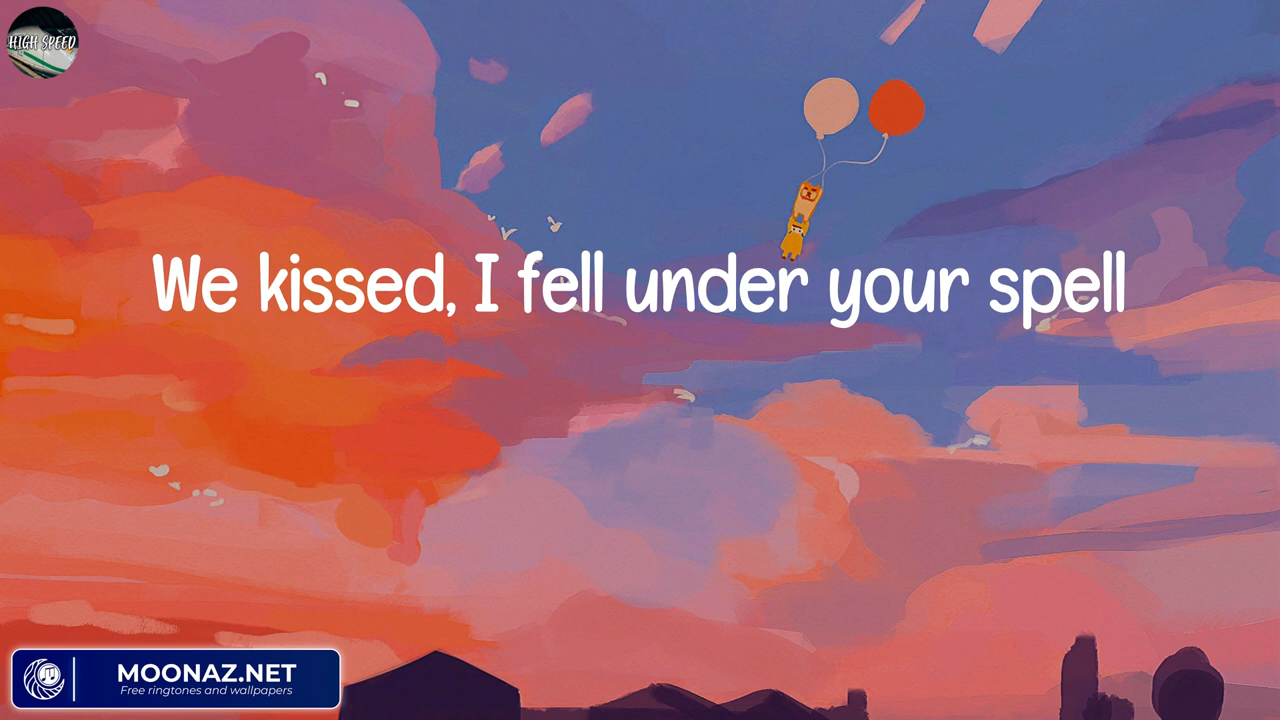 HIGH SPEED
We kissed, I fell under your spell
MOONAZ.NET
Free ringtones and wallpapers